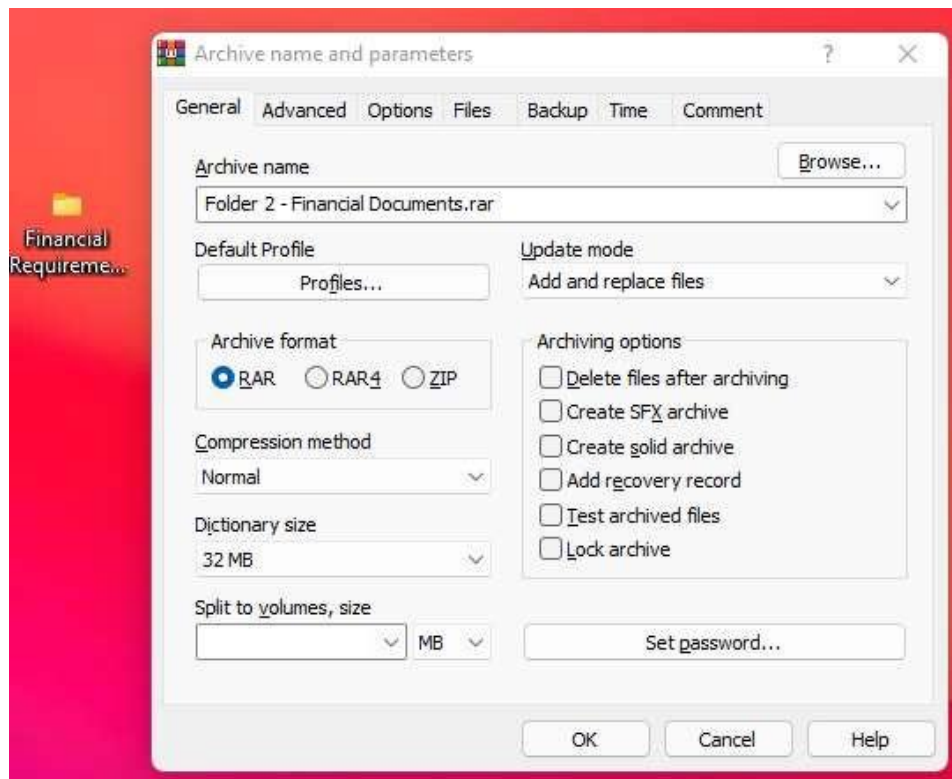 Archive name and parameters
?
General Advanced Options Files Backup Time Comment
Archive name
Browse...
Folder 2 - Financial Documents.rar
Default Profile
Profiles...
Update mode
Add and replace files
Archive format
RAR RAR4 ZIP
Compression method
Normal
Dictionary size
32 MB
Split to volumes, size
MB
Archiving options
Delete files after archiving
Create SFX archive
Create solid archive
Add recovery record
Test archived files
Lock archive
Set password...
OK Cancel Help
Financial
Requireme...